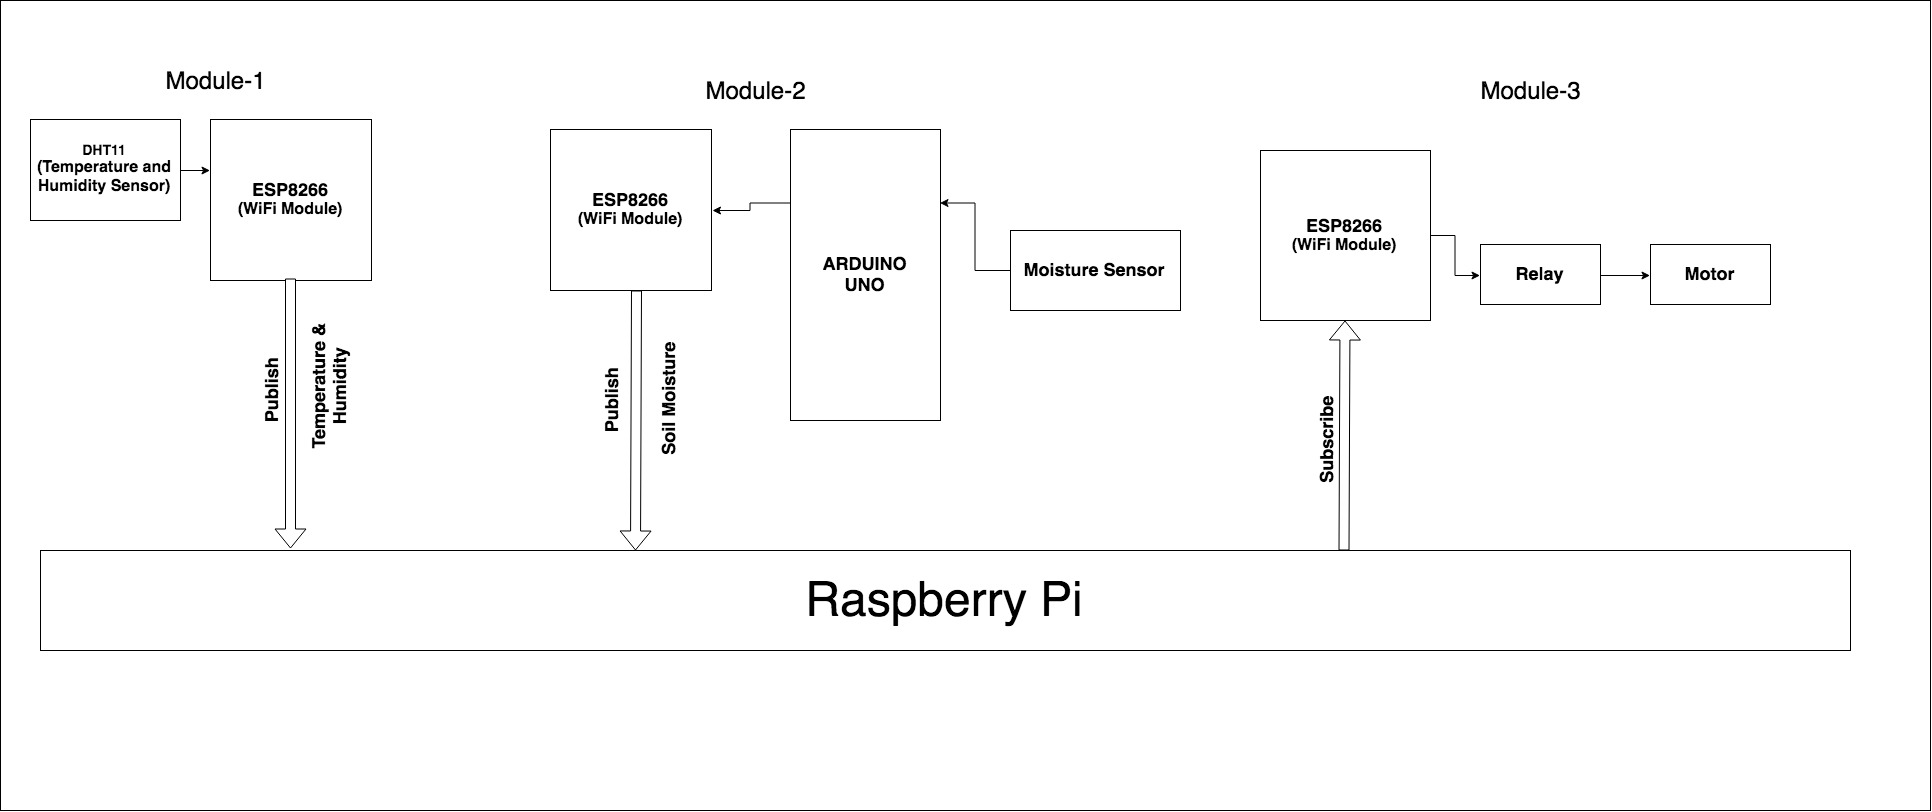 Module-1
DHT11
(Temperature and
Humidity Sensor)
ESP8266
(WiFi Module)
Publish
Temperature &
Humidity
Module-2
ESP8266
(WiFi Module)
ARDUINO
UNO
Moisture Sensor
Publish
Soil Moisture
Module-3
ESP8266
(WiFi Module)
Relay
Motor
Subscribe
Raspberry Pi